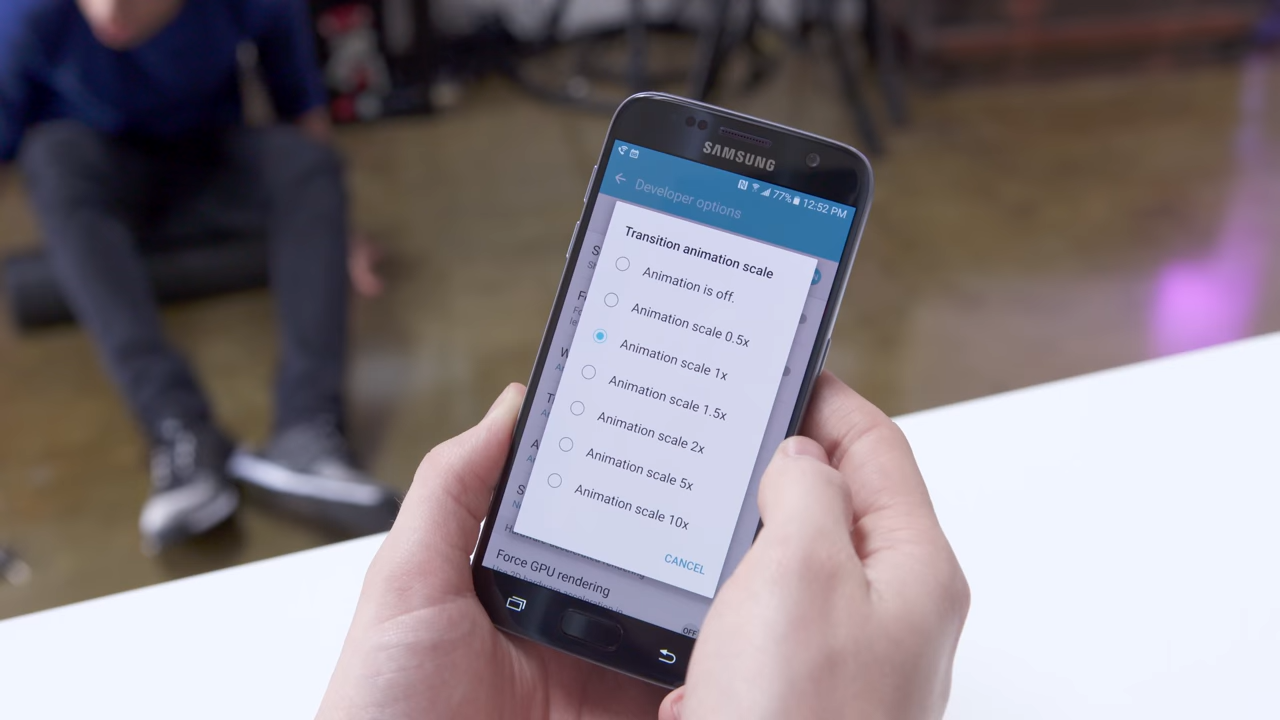 SAMSUNG
77% 12:52 PM
Developer options
Transition animation scale
Animation is off.
Animation scale 0.5x
Animation scale 1x
Animation scale 1.5x
Animation scale 2x
Animation scale 5x
Animation scale 10x
CANCEL
Force GPU rendering
OFF